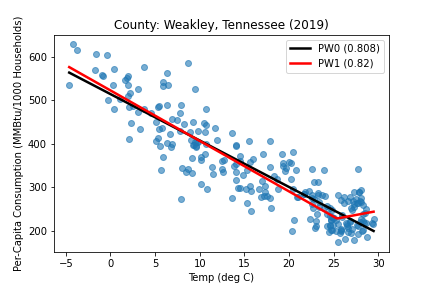 County: Weakley, Tennessee (2019)
PW0 (0.808)
PW1 (0.82)
Per-Capita Consumption (MMBtu/1000 Households)
600
500
400
300
200
−5 0 5 10 15 20 25 30
Temp (deg C)